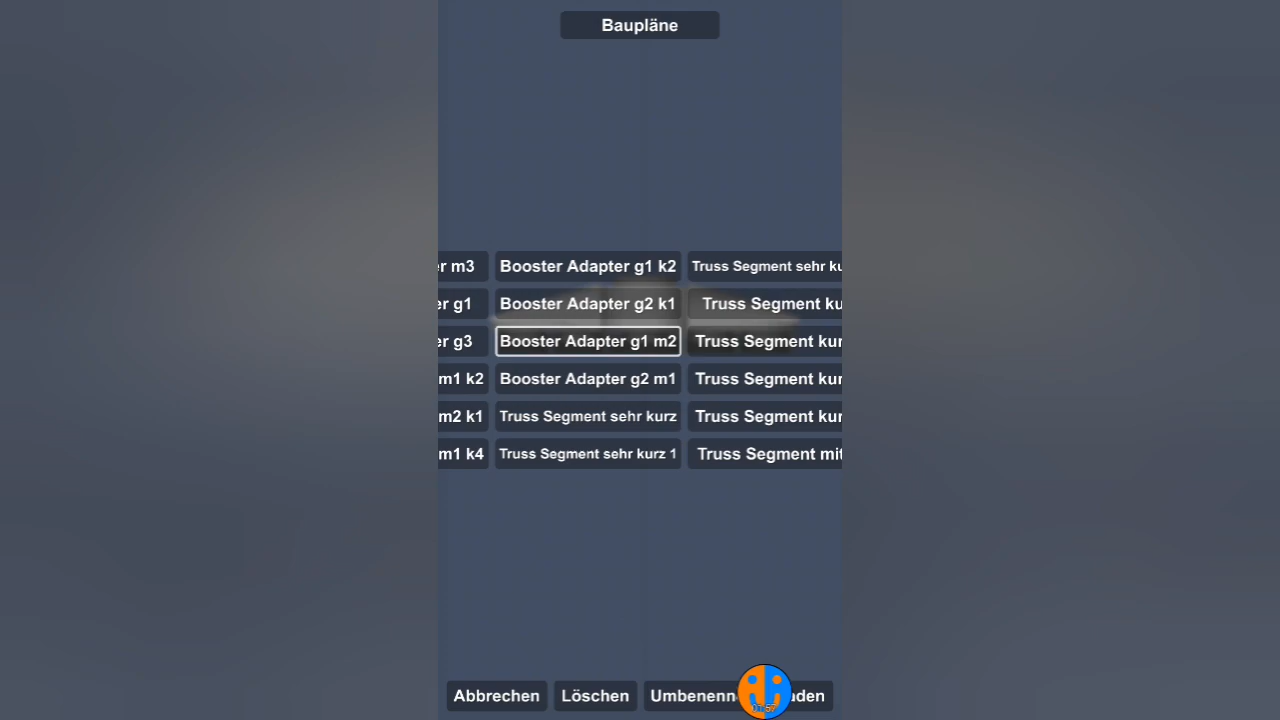 Baupläne
er m3 Booster Adapter g1 k2 Truss Segment sehr ku
er g1 Booster Adapter g2 k1 Truss Segment ku
er g3 Booster Adapter g1 m2 Truss Segment kur
m1 k2 Booster Adapter g2 m1 Truss Segment kur
m2 k1 Truss Segment sehr kurz Truss Segment kur
m1 k4 Truss Segment sehr kurz 1 Truss Segment mit
Abbrechen Löschen Umbenenn aden